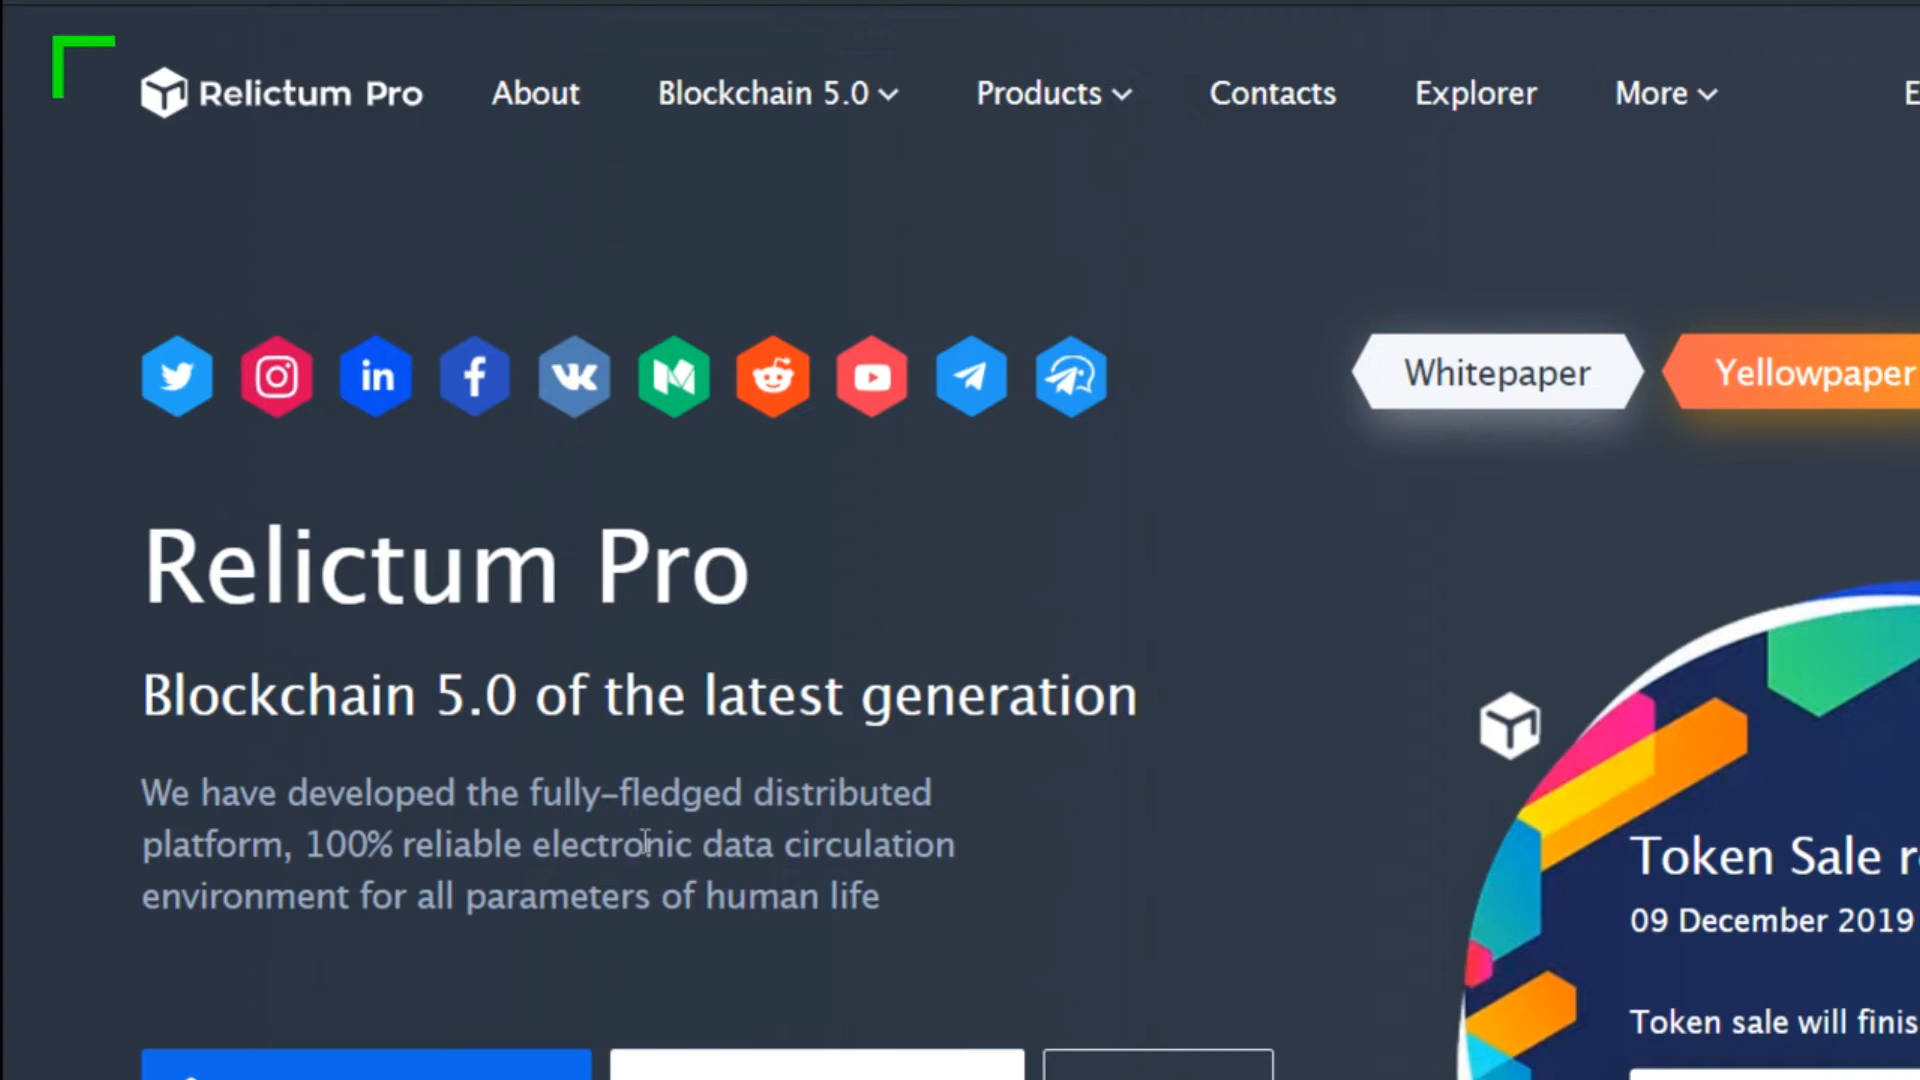 Relictum Pro About Blockchain 5.0 Products Contacts Explorer More E
in f
Whitepaper Yellowpaper
Relictum Pro
Blockchain 5.0 of the latest generation
We have developed the fully-fledged distributed
platform, 100% reliable electronic data circulation
environment for all parameters of human life
Token Sale
09 December 2019
Token sale will